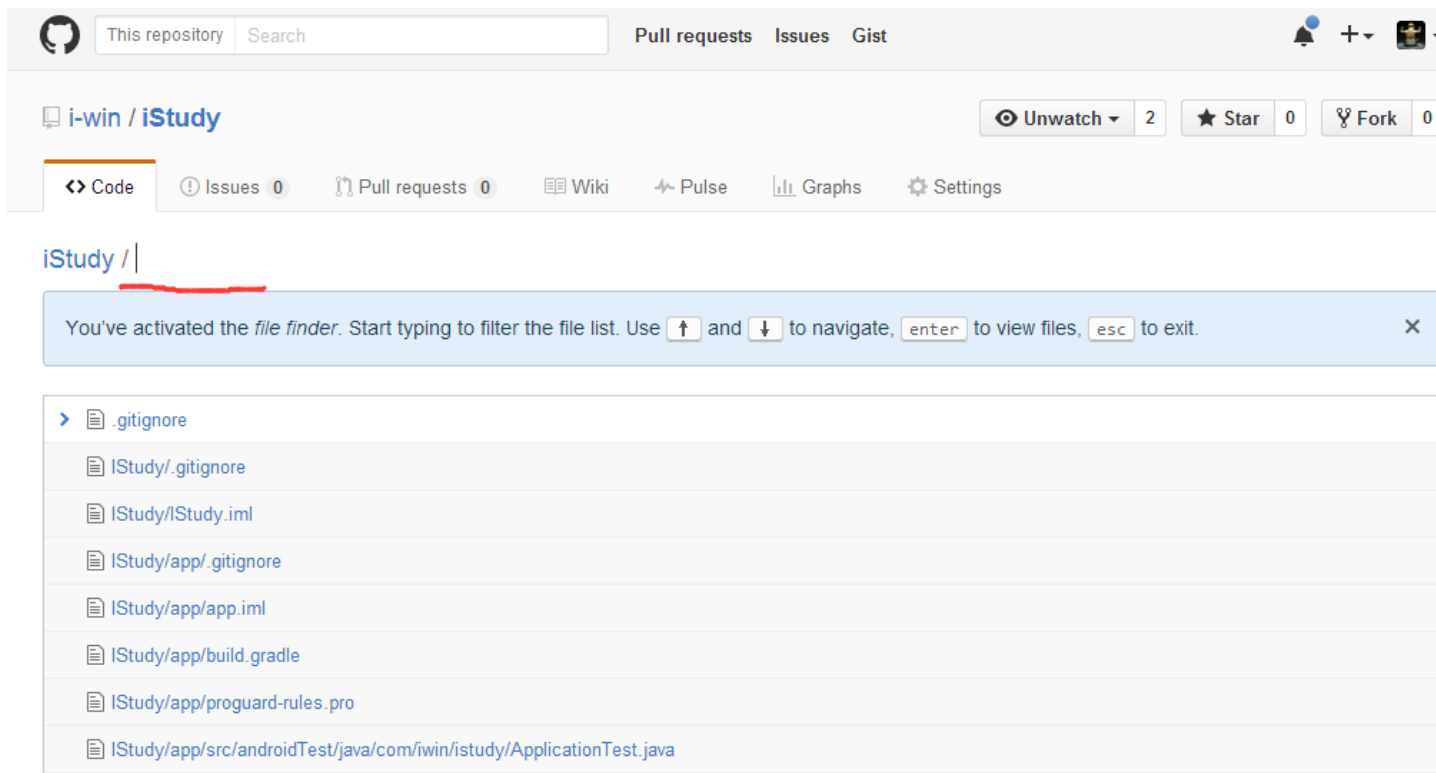 This repository Search Pull requests Issues Gist
i-win / iStudy Unwatch 2 Star 0 Fork 0
Code Issues 0 Pull requests 0 Wiki Pulse Graphs Settings
iStudy /
You've activated the file finder. Start typing to filter the file list. Use ↑ and ↓ to navigate, enter to view files, esc to exit.
.gitignore
IStudy/.gitignore
IStudy/IStudy.iml
IStudy/app/.gitignore
IStudy/app/app.iml
IStudy/app/build.gradle
IStudy/app/proguard-rules.pro
IStudy/app/src/androidTest/java/com/iwin/istudy/ApplicationTest.java